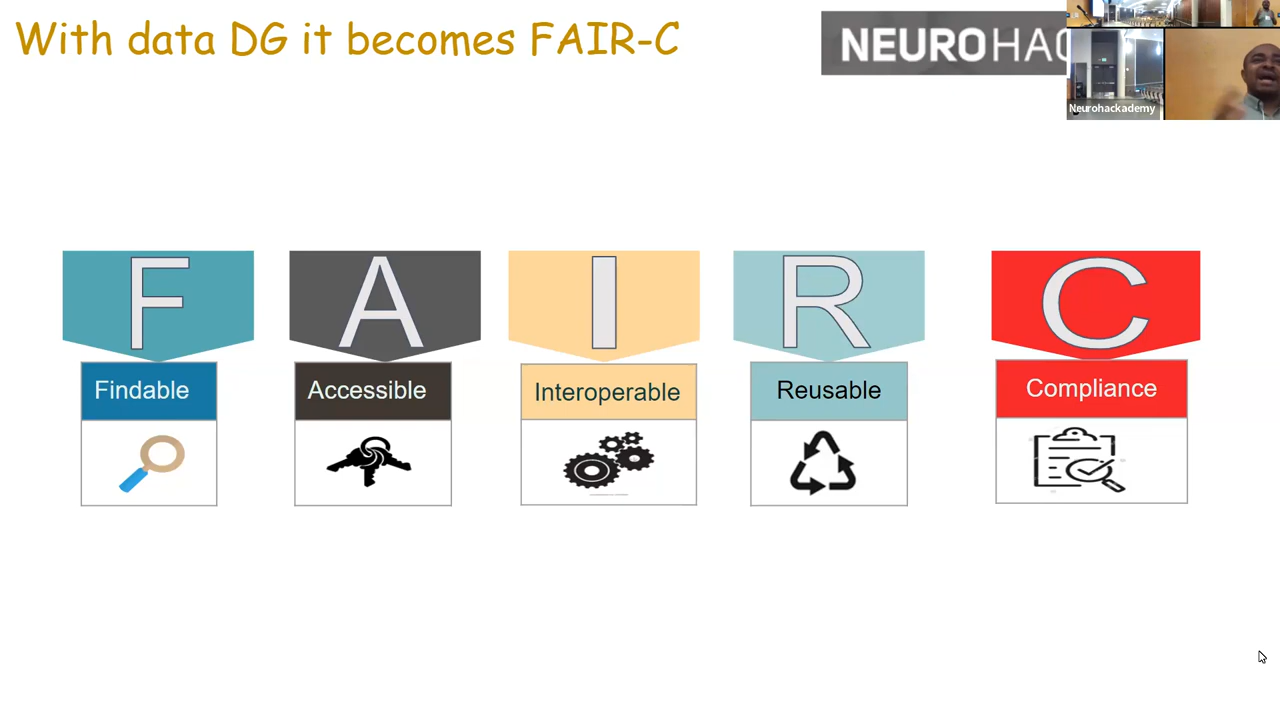 With data DG it becomes FAIR-C
NEUROHAC
Neurohackademy
F A I R C
Findable Accessible Interoperable Reusable Compliance